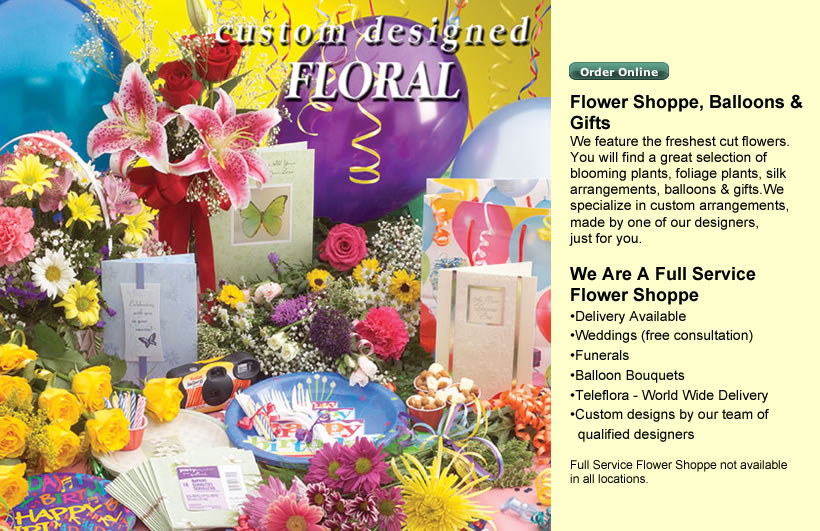 custom designed
FLORAL
Order Online
Flower Shoppe, Balloons &
Gifts
We feature the freshest cut flowers.
You will find a great selection of
blooming plants, foliage plants, silk
arrangements, balloons & gifts.We
specialize in custom arrangements,
made by one of our designers,
just for you.
We Are A Full Service
Flower Shoppe
•Delivery Available
•Weddings (free consultation)
•Funerals
•Balloon Bouquets
•Teleflora - World Wide Delivery
•Custom designs by our team of
qualified designers
Full Service Flower Shoppe not available
in all locations.
HAPPY